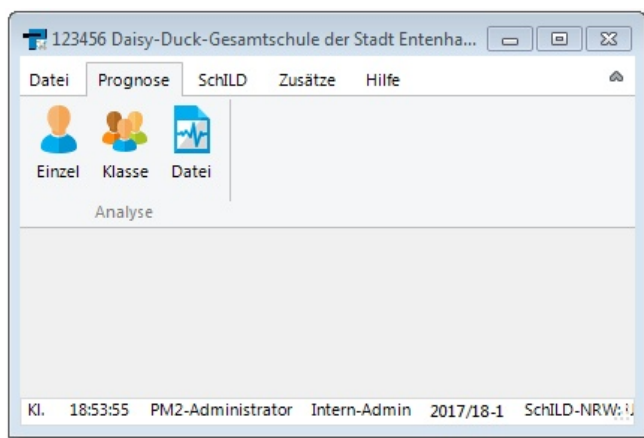 123456 Daisy-Duck-Gesamtschule der Stadt Entenha...
Datei Prognose SchILD Zusätze Hilfe
Einzel Klasse Datei
Analyse
Kl. 18:53:55 PM2-Administrator Intern-Admin 2017/18-1 SchILD-NRW: